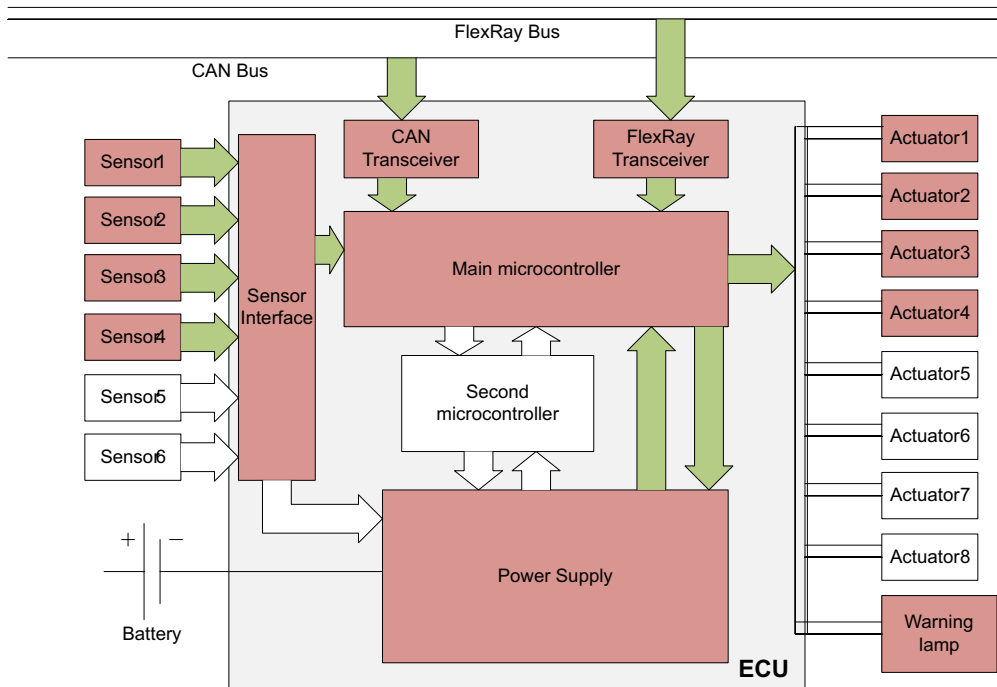 FlexRay Bus
CAN Bus
CAN
Transceiver
FlexRay
Transceiver
Sensor1
Sensor2
Sensor3
Sensor4
Sensor5
Sensor6
Sensor
Interface
Main microcontroller
Second
microcontroller
Power Supply
+
−
Battery
ECU
Actuator1
Actuator2
Actuator3
Actuator4
Actuator5
Actuator6
Actuator7
Actuator8
Warning
lamp